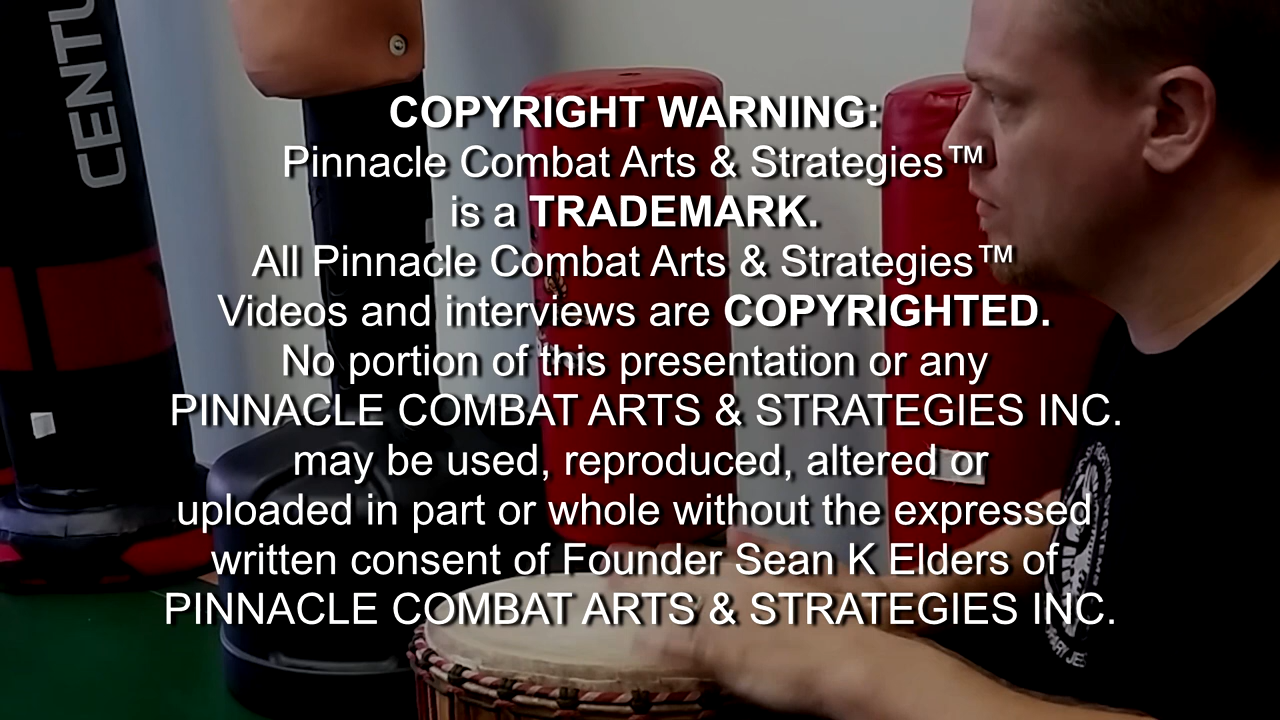 CENTU
COPYRIGHT WARNING:
Pinnacle Combat Arts & Strategies™
is a TRADEMARK.
All Pinnacle Combat Arts & Strategies™
Videos and interviews are COPYRIGHTED.
No portion of this presentation or any
PINNACLE COMBAT ARTS & STRATEGIES INC.
may be used, reproduced, altered or
uploaded in part or whole without the expressed
written consent of Founder Sean K Elders of
PINNACLE COMBAT ARTS & STRATEGIES INC.